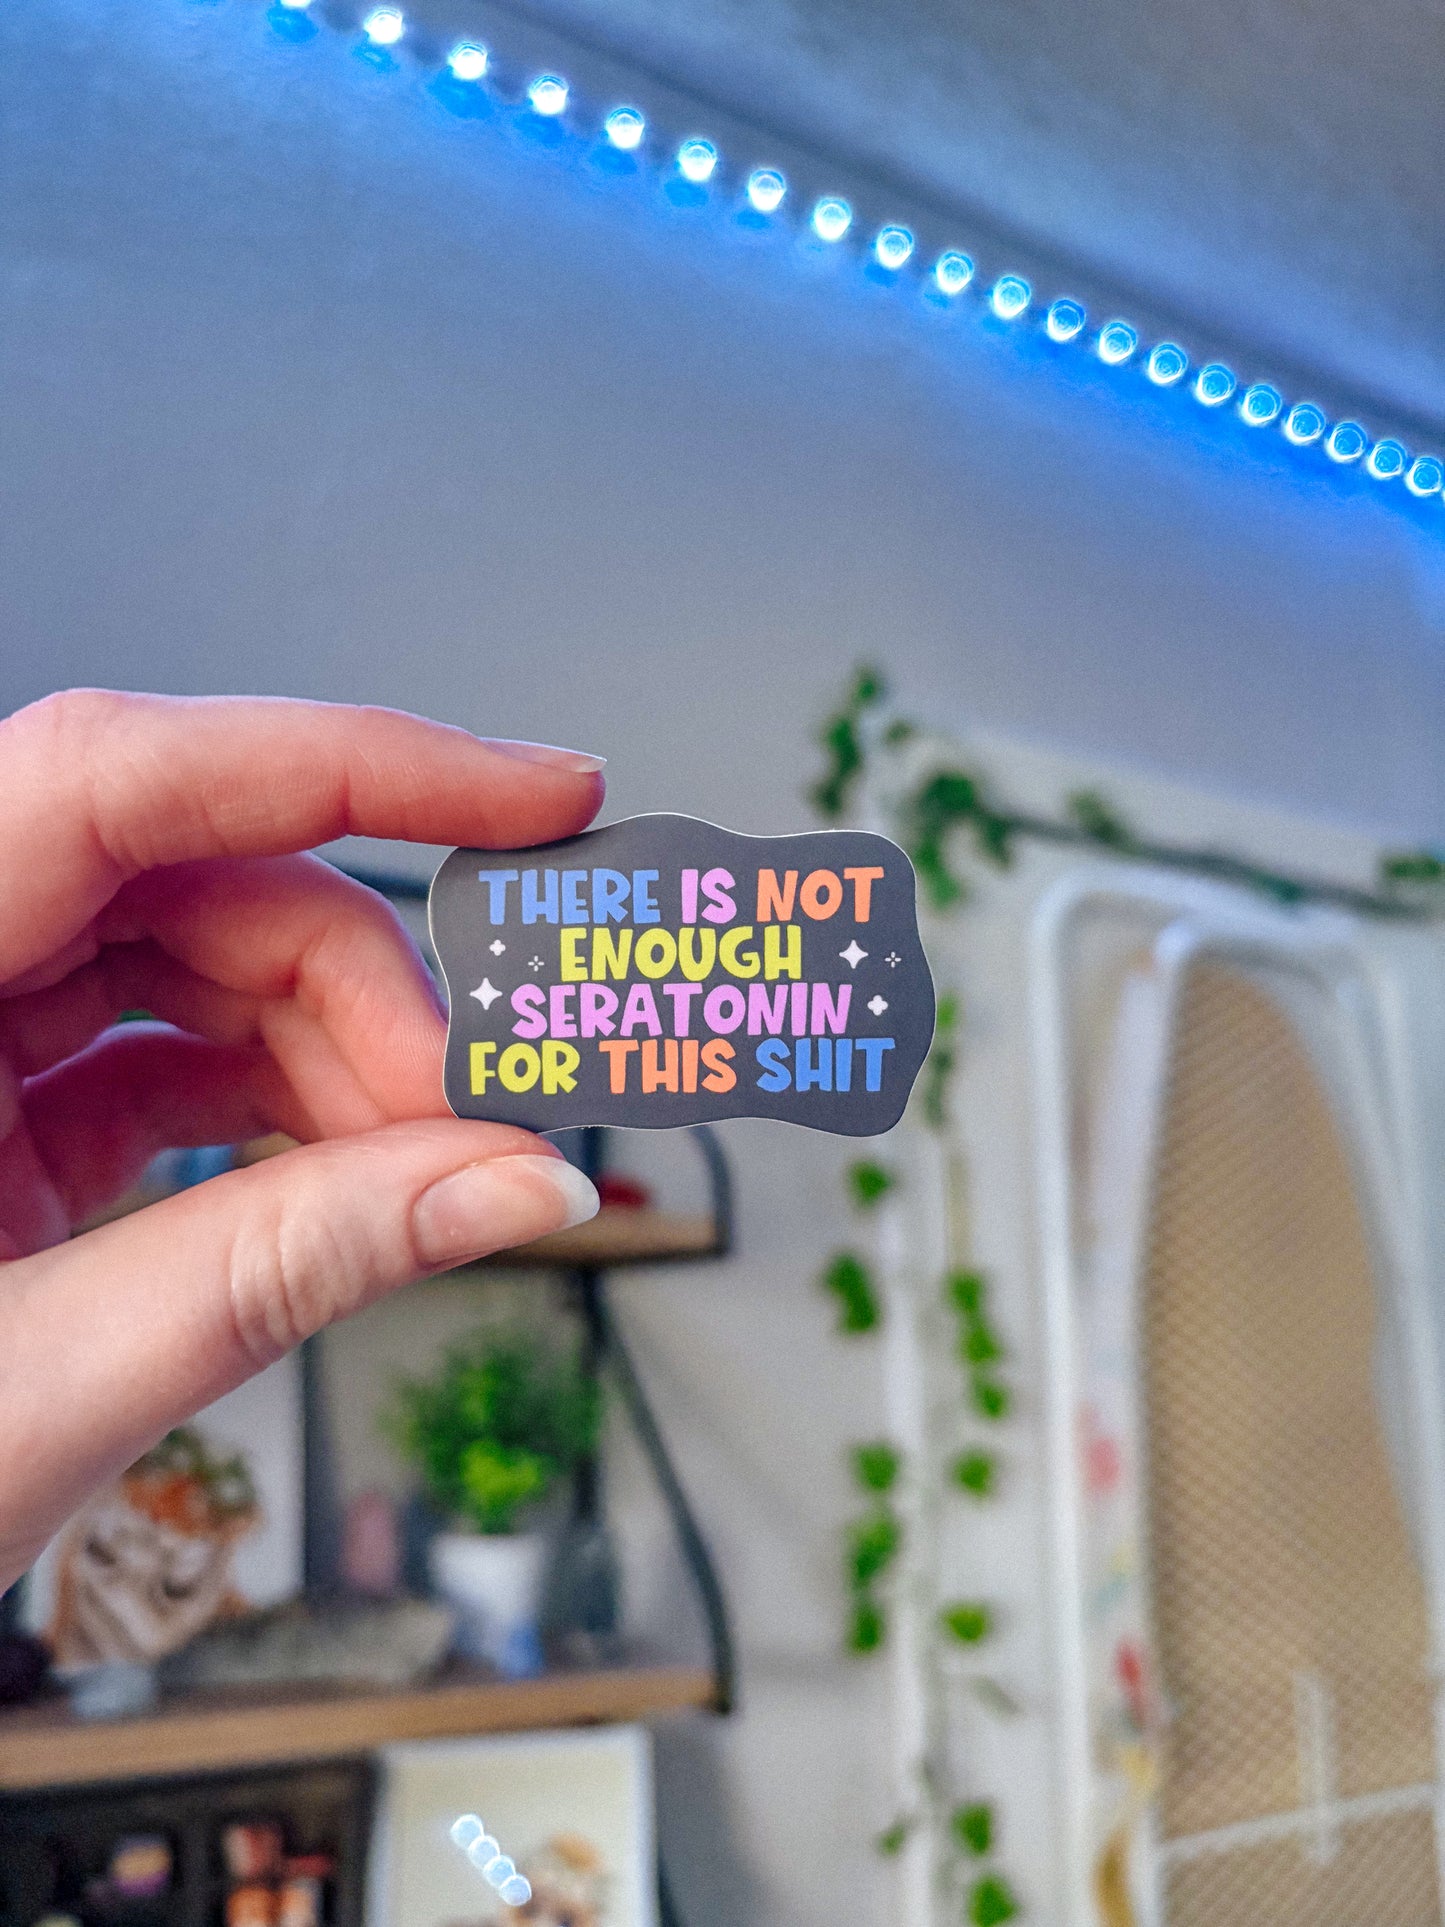 THERE IS NOT
ENOUGH
SERATONIN
FOR THIS SHIT